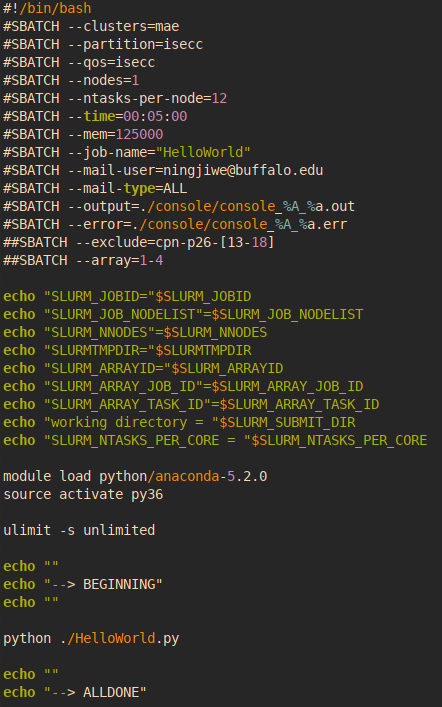 #!/bin/bash
#SBATCH --clusters=mae
#SBATCH --partition=isecc
#SBATCH --qos=isecc
#SBATCH --nodes=1
#SBATCH --ntasks-per-node=12
#SBATCH --time=00:05:00
#SBATCH --mem=125000
#SBATCH --job-name="HelloWorld"
#SBATCH --mail-user=ningjiwe@buffalo.edu
#SBATCH --mail-type=ALL
#SBATCH --output=./console/console_%A_%a.out
#SBATCH --error=./console/console_%A_%a.err
##SBATCH --exclude=cpn-p26-[13-18]
##SBATCH --array=1-4
echo "SLURM_JOBID="$SLURM_JOBID
echo "SLURM_JOB_NODELIST"=$SLURM_JOB_NODELIST
echo "SLURM_NNODES"=$SLURM_NNODES
echo "SLURMTMPDIR="$SLURMTMPDIR
echo "SLURM_ARRAYID="$SLURM_ARRAYID
echo "SLURM_ARRAY_JOB_ID"=$SLURM_ARRAY_JOB_ID
echo "SLURM_ARRAY_TASK_ID"=$SLURM_ARRAY_TASK_ID
echo "working directory = "$SLURM_SUBMIT_DIR
echo "SLURM_NTASKS_PER_CORE = "$SLURM_NTASKS_PER_CORE
module load python/anaconda-5.2.0
source activate py36
ulimit -s unlimited
echo ""
echo "--> BEGINNING"
echo ""
python ./HelloWorld.py
echo ""
echo "--> ALLDONE"